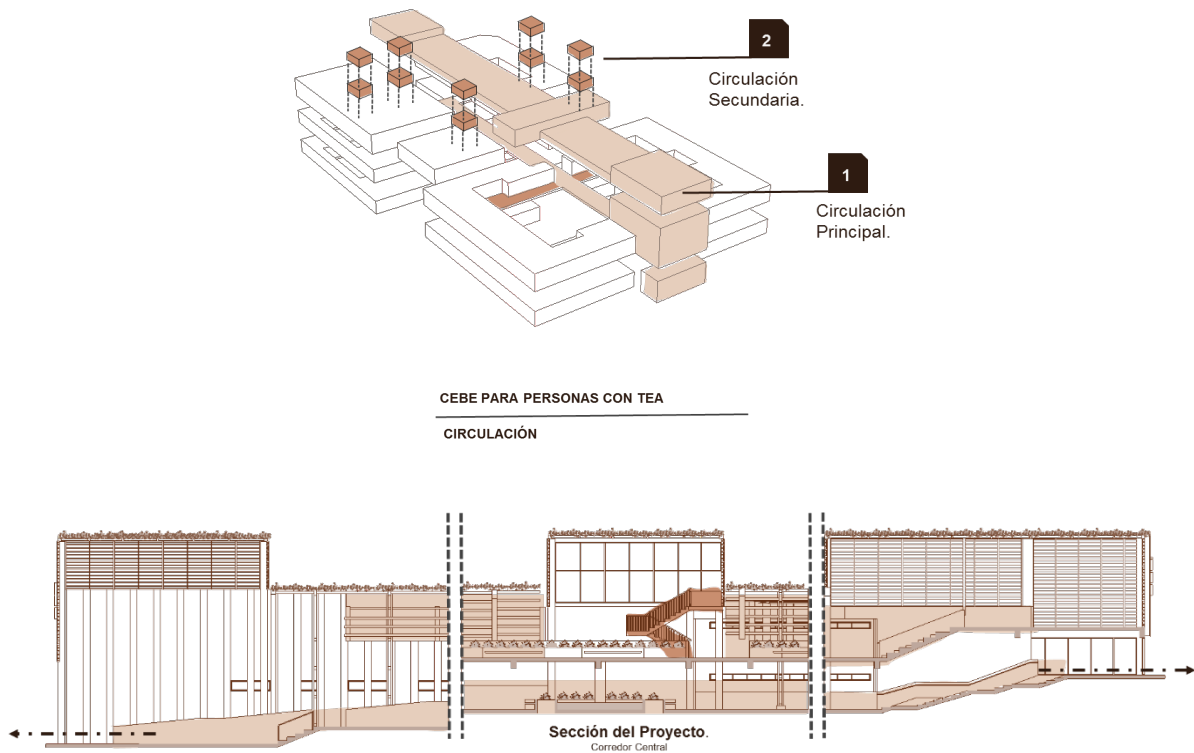 2
Circulación
Secundaria.
1
Circulación
Principal.
CEBE PARA PERSONAS CON TEA
CIRCULACIÓN
Sección del Proyecto.
Corredor Central